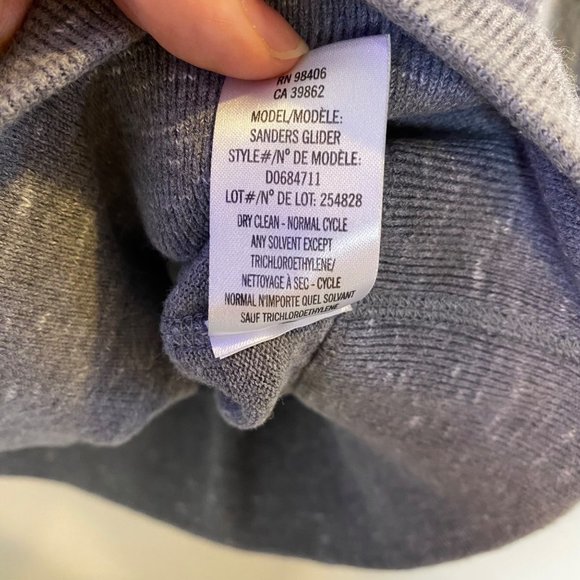 RN 98406
CA 39862
MODEL/MODÈLE:
SANDERS GLIDER
STYLE#/N° DE MODÈLE:
D0684711
LOT#/N° DE LOT: 254828
DRY CLEAN - NORMAL CYCLE
ANY SOLVENT EXCEPT
TRICHLOROETHYLENE/
NETTOYAGE À SEC - CYCLE
NORMAL N'IMPORTE QUEL SOLVANT
SAUF TRICHLOROETHYLENE